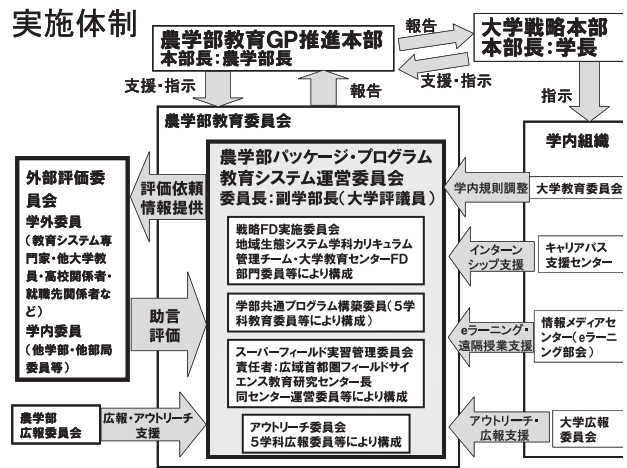 実施体制
農学部教育GP推進本部
本部長：農学部長
報告
支援・指示
大学戦略本部
本部長：学長
支援・指示
報告
指示
農学部教育委員会
農学部パッケージ・プログラム
教育システム運営委員会
委員長：副学部長（大学評議員）
戦略FD実施委員会
地域生態システム学科カリキュラム
管理チーム・大学教育センターFD
部門委員等により構成
学部共通プログラム構築委員（5学
科教育委員等により構成）
スーパーフィールド実習管理委員会
責任者：広域首都圏フィールドサイ
エンス教育研究センター長
同センター運営委員等により構成
アウトリーチ委員会
5学科広報委員等により構成
外部評価委
員会
学外委員
（教育システム専
門家・他大学教
員・高校関係者・
就職先関係者な
ど）
学内委員
（他学部・他部局
委員等）
評価依頼
情報提供
助言
評価
農学部
広報委員会
広報・アウトリーチ
支援
学内組織
学内規則調整
大学教育委員会
インターン
シップ支援
キャリアパス
支援センター
eラーニング・
遠隔授業支援
情報メディアセ
ンター（eラーニ
ング部会）
アウトリーチ・
広報支援
大学広報
委員会